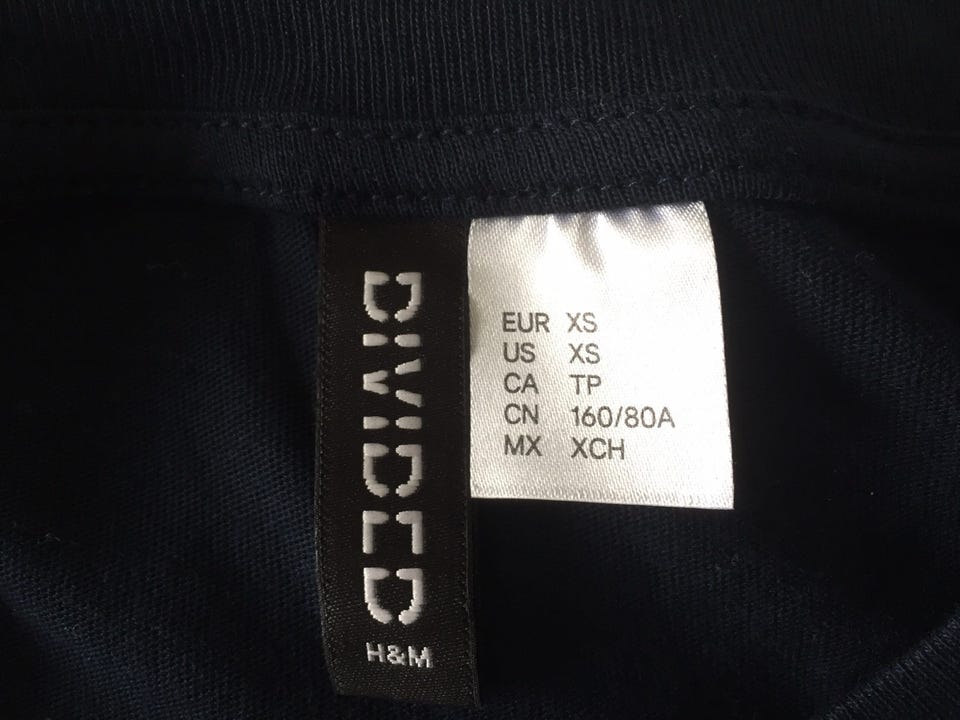 DIVIDED
H&M
EUR XS
US XS
CA TP
CN 160/80A
MX XCH